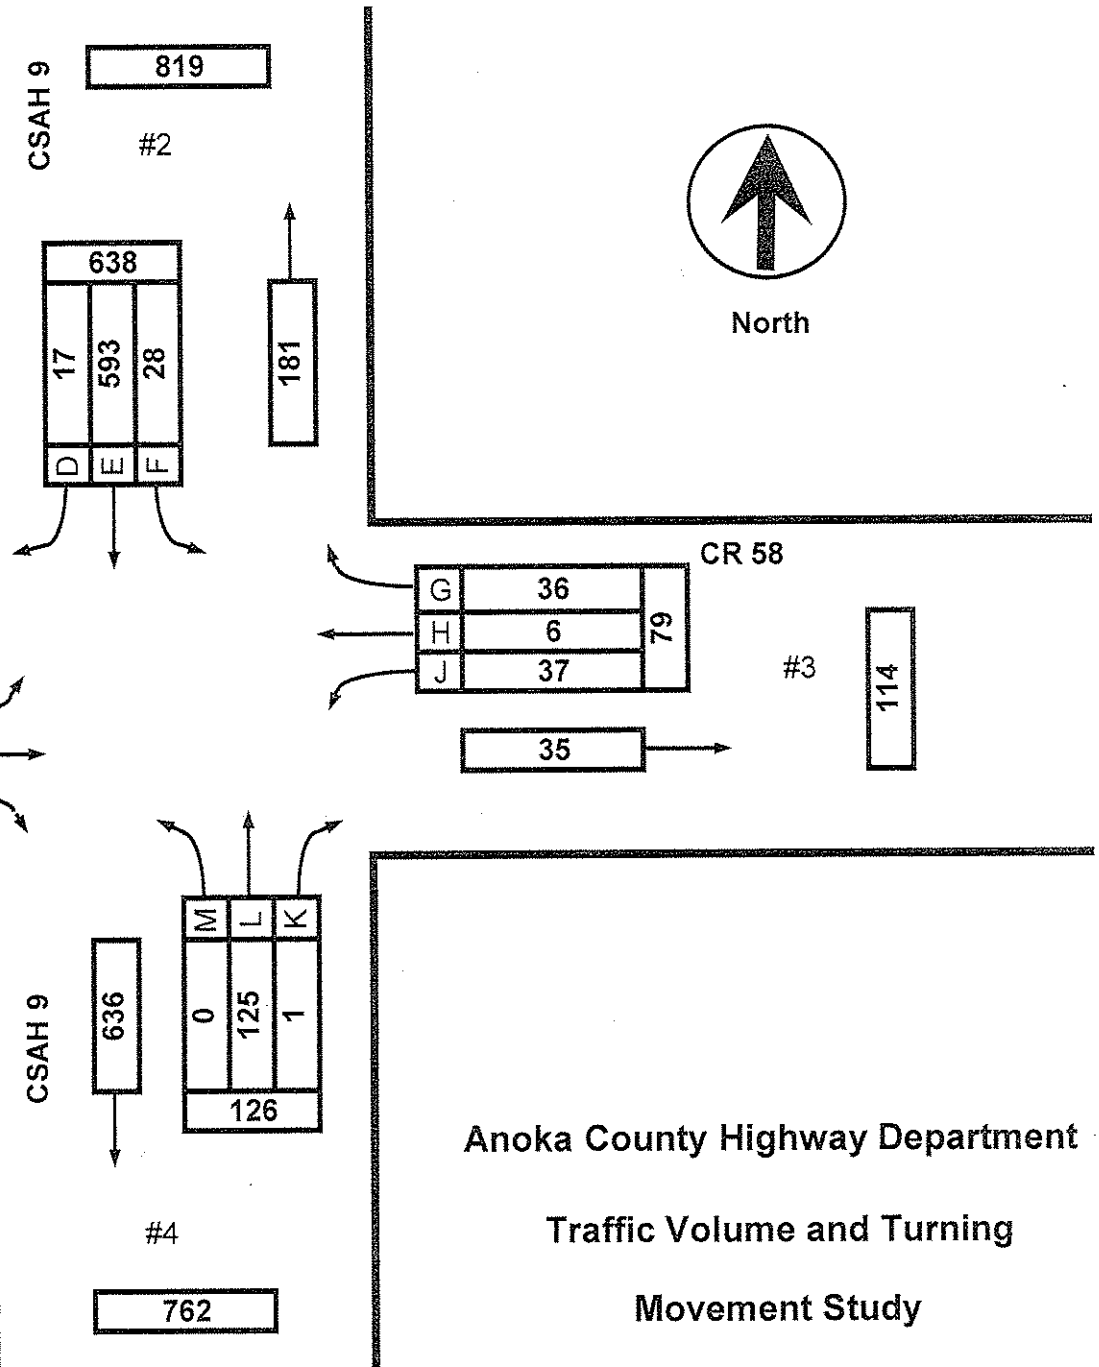 CSAH 9
819
#2
638
17
593
28
D
E
F
181
North
CR 58
G 36
H 6
J 37
79
35
#3
114
CSAH 9
636
M
L
K
0
125
1
126
#4
762
Anoka County Highway Department
Traffic Volume and Turning
Movement Study